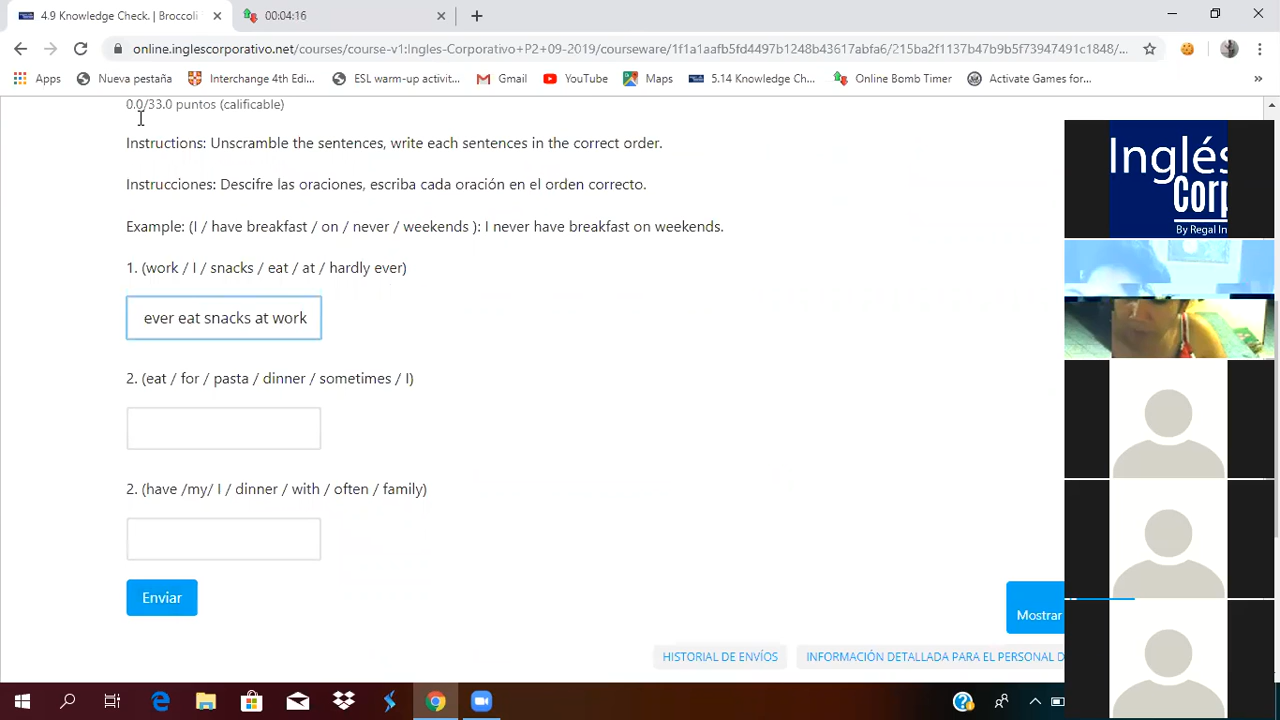 4.9 Knowledge Check. | Broccoli
00:04:16
online.inglescorporativo.net/courses/course-v1:Ingles-Corporativo+P2+09-2019/courseware/1f1a1aafb5fd4497b1248b43617abfa6/215ba2f1137b47b9b5f73947491c1848/...
Apps
Nueva pestaña
Interchange 4th Edi...
ESL warm-up activit...
Gmail
YouTube
Maps
5.14 Knowledge Ch...
Online Bomb Timer
Activate Games for...
0.0/33.0 puntos (calificable)
Instructions: Unscramble the sentences, write each sentences in the correct order.
Instrucciones: Descifre las oraciones, escriba cada oración en el orden correcto.
Example: (I / have breakfast / on / never / weekends ): I never have breakfast on weekends.
1. (work / I / snacks / eat / at / hardly ever)
ever eat snacks at work
2. (eat / for / pasta / dinner / sometimes / I)
2. (have /my/ I / dinner / with / often / family)
Enviar
Mostrar
HISTORIAL DE ENVÍOS
INFORMACIÓN DETALLADA PARA EL PERSONAL D
Inglés
Corp
By Regal In